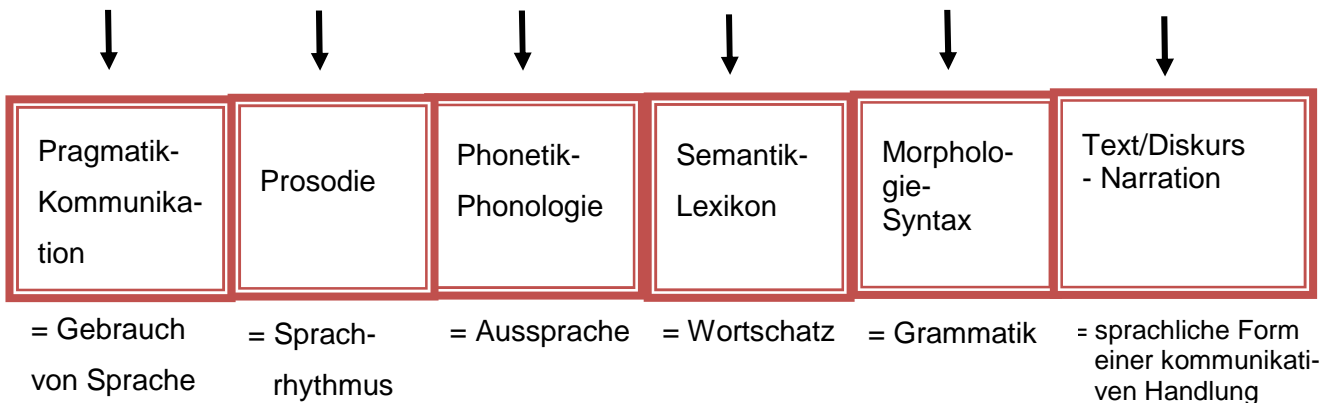 Pragmatik-
Kommunika-
tion
Prosodie
Phonetik-
Phonologie
Semantik-
Lexikon
Morpholo-
gie-
Syntax
Text/Diskurs
- Narration
= Gebrauch
von Sprache
= Sprach-
rhythmus
= Aussprache
= Wortschatz
= Grammatik
= sprachliche Form
einer kommunikati-
ven Handlung